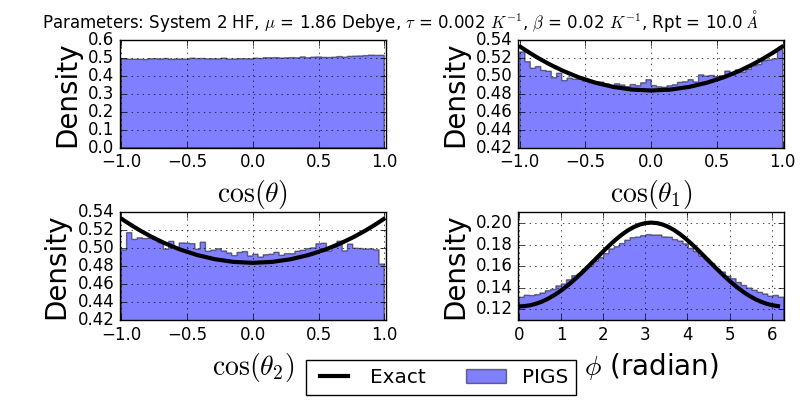 Parameters: System 2 HF, μ = 1.86 Debye, τ = 0.002 K⁻¹, β = 0.02 K⁻¹, Rpt = 10.0 Å
Density
0.6
0.5
0.4
0.3
0.2
0.1
0.0
−1.0 −0.5 0.0 0.5 1.0
cos(θ)
Density
0.54
0.52
0.50
0.48
0.46
0.44
0.42
−1.0 −0.5 0.0 0.5 1.0
cos(θ₁)
Density
0.54
0.52
0.50
0.48
0.46
0.44
0.42
−1.0 −0.5 0.0 0.5 1.0
cos(θ₂)
Density
0.20
0.18
0.16
0.14
0.12
0 1 2 3 4 5 6
ϕ (radian)
Exact PIGS